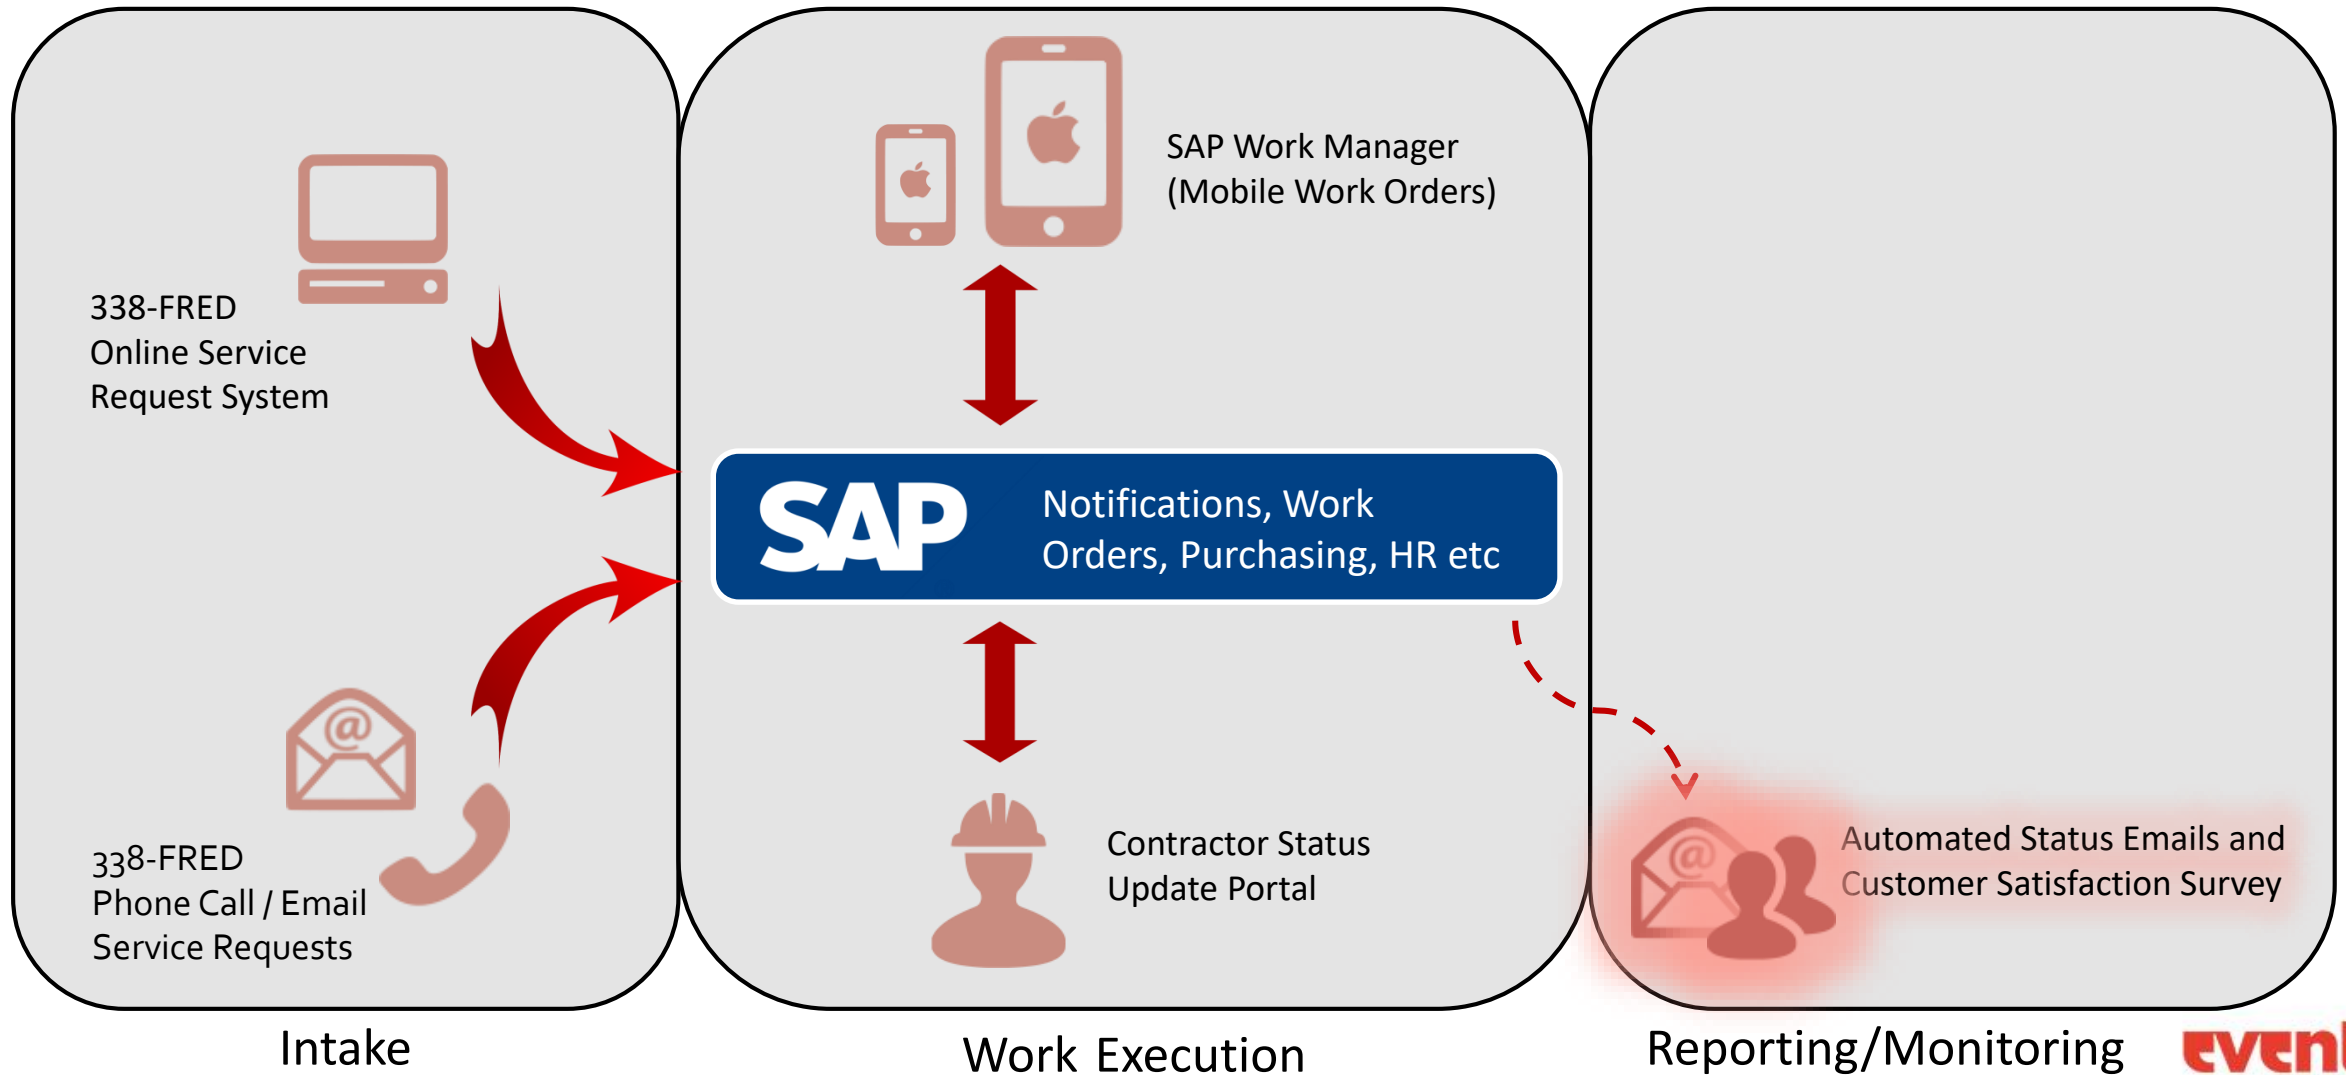 338-FRED
Online Service
Request System
338-FRED
Phone Call / Email
Service Requests
Intake
SAP Work Manager
(Mobile Work Orders)
SAP
Notifications, Work
Orders, Purchasing, HR etc
Contractor Status
Update Portal
Work Execution
@
@
Automated Status Emails and
Customer Satisfaction Survey
Reporting/Monitoring